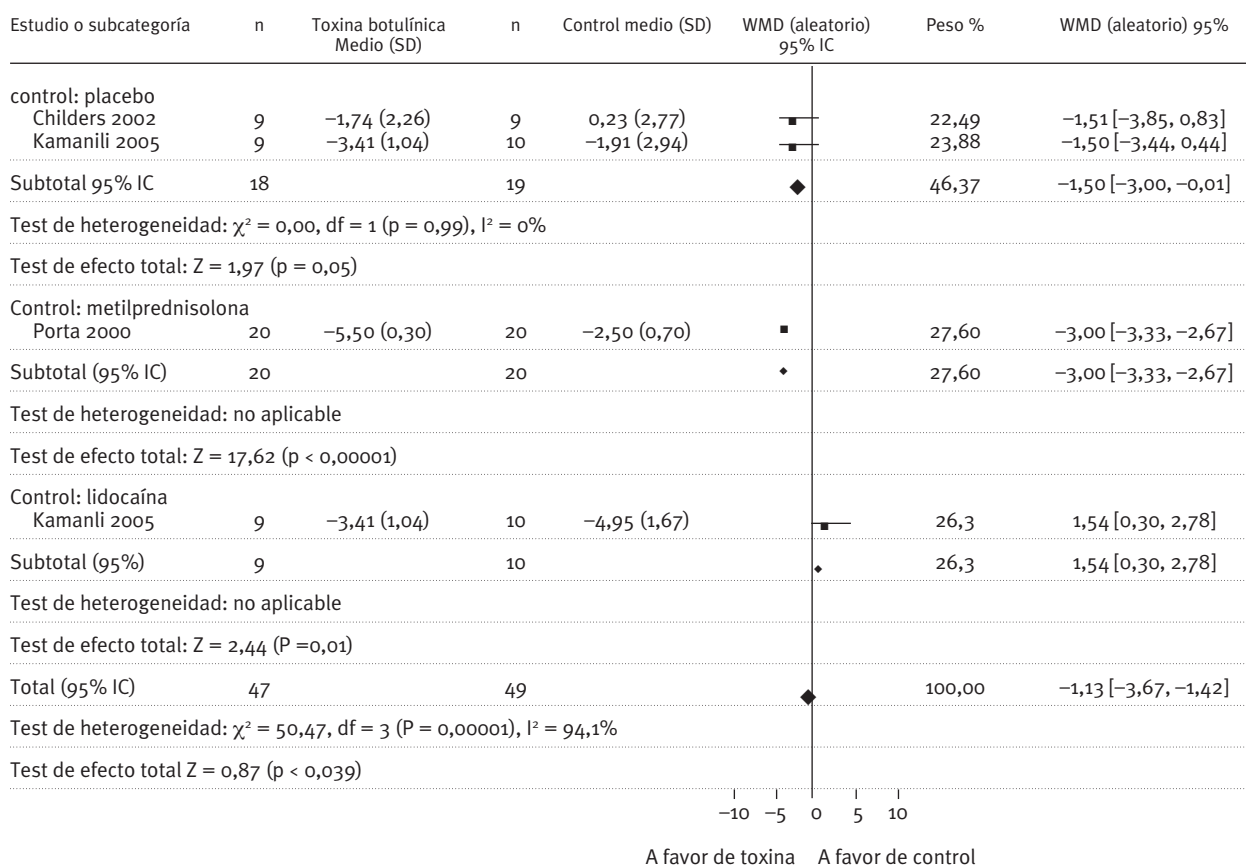 Estudio o subcategoría n Toxina botulínica Medio (SD) n Control medio (SD) WMD (aleatorio) 95% IC Peso % WMD (aleatorio) 95%
control: placebo
Childers 2002 9 −1,74 (2,26) 9 0,23 (2,77) 22,49 −1,51 [−3,85, 0,83]
Kamanili 2005 9 −3,41 (1,04) 10 −1,91 (2,94) 23,88 −1,50 [−3,44, 0,44]
Subtotal 95% IC 18 19 46,37 −1,50 [−3,00, −0,01]
Test de heterogeneidad: χ² = 0,00, df = 1 (p = 0,99), I² = 0%
Test de efecto total: Z = 1,97 (p = 0,05)
Control: metilprednisolona
Porta 2000 20 −5,50 (0,30) 20 −2,50 (0,70) 27,60 −3,00 [−3,33, −2,67]
Subtotal (95% IC) 20 20 27,60 −3,00 [−3,33, −2,67]
Test de heterogeneidad: no aplicable
Test de efecto total: Z = 17,62 (p < 0,00001)
Control: lidocaína
Kamanli 2005 9 −3,41 (1,04) 10 −4,95 (1,67) 26,3 1,54 [0,30, 2,78]
Subtotal (95%) 9 10 26,3 1,54 [0,30, 2,78]
Test de heterogeneidad: no aplicable
Test de efecto total: Z = 2,44 (P =0,01)
Total (95% IC) 47 49 100,00 −1,13 [−3,67, −1,42]
Test de heterogeneidad: χ² = 50,47, df = 3 (P = 0,00001), I² = 94,1%
Test de efecto total Z = 0,87 (p < 0,039)
−10 −5 0 5 10
A favor de toxina A favor de control